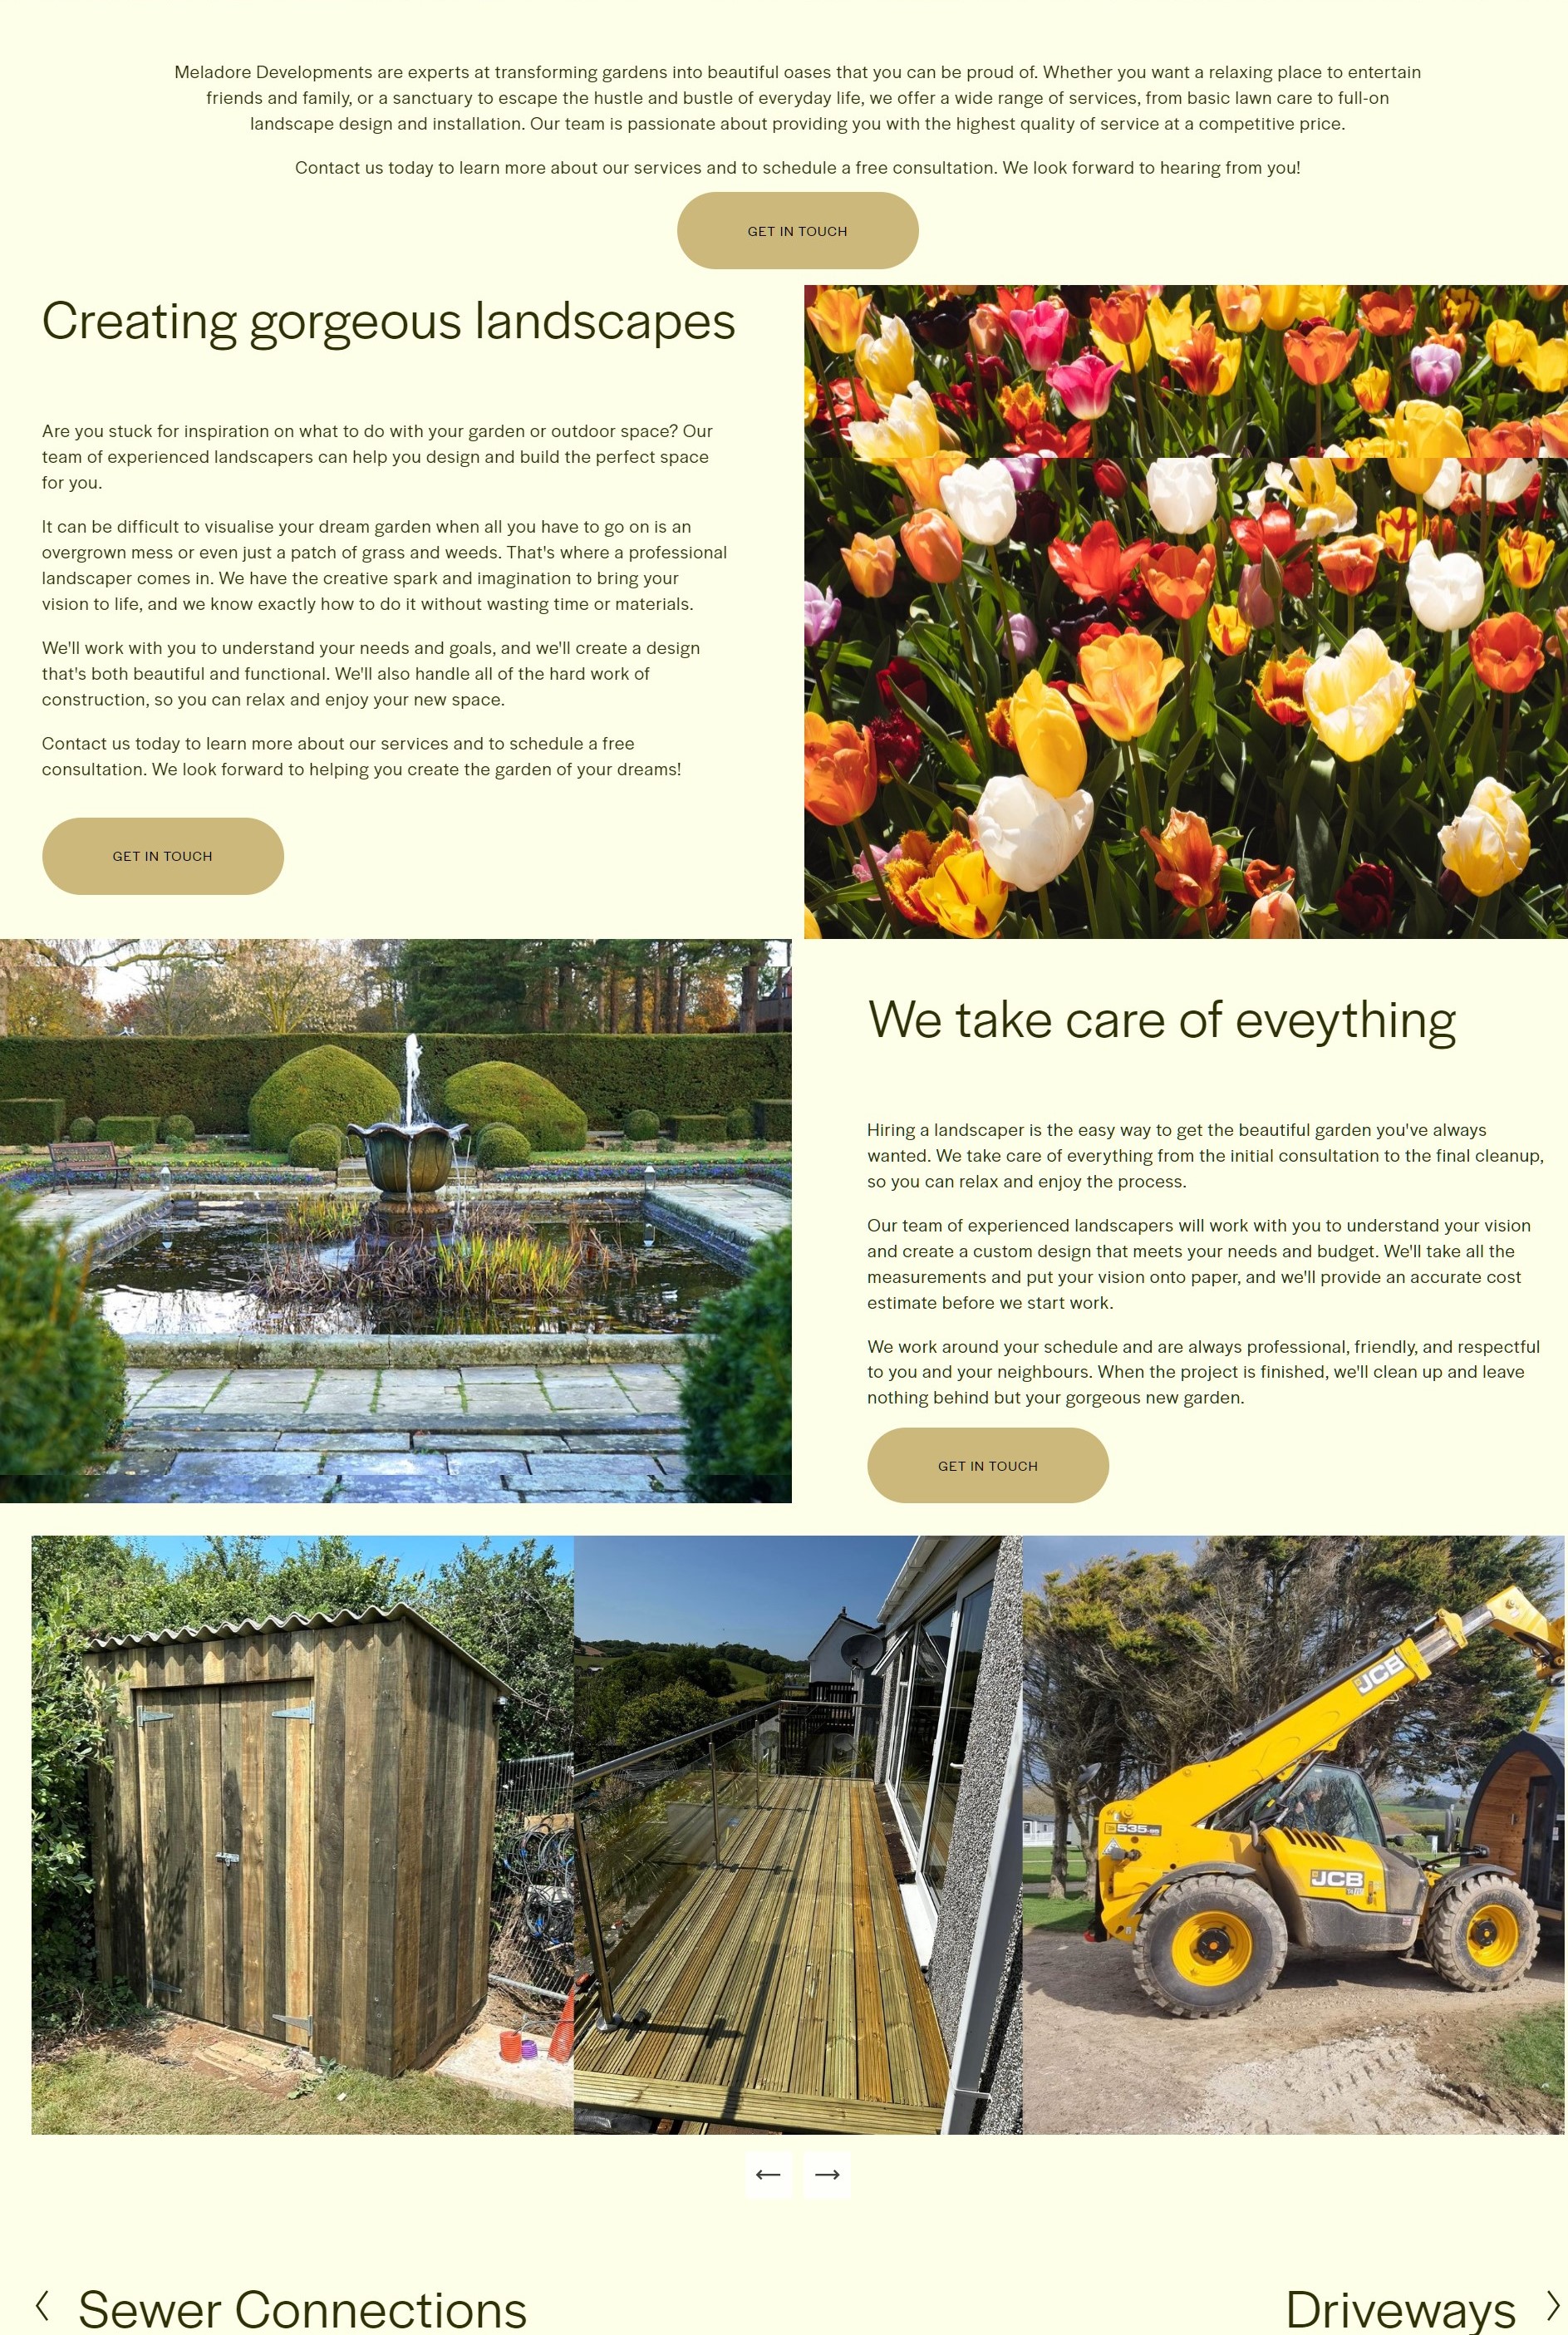 Meladore Developments are experts at transforming gardens into beautiful oases that you can be proud of. Whether you want a relaxing place to entertain
friends and family, or a sanctuary to escape the hustle and bustle of everyday life, we offer a wide range of services, from basic lawn care to full-on
landscape design and installation. Our team is passionate about providing you with the highest quality of service at a competitive price.
Contact us today to learn more about our services and to schedule a free consultation. We look forward to hearing from you!
GET IN TOUCH
Creating gorgeous landscapes
Are you stuck for inspiration on what to do with your garden or outdoor space? Our
team of experienced landscapers can help you design and build the perfect space
for you.
It can be difficult to visualise your dream garden when all you have to go on is an
overgrown mess or even just a patch of grass and weeds. That's where a professional
landscaper comes in. We have the creative spark and imagination to bring your
vision to life, and we know exactly how to do it without wasting time or materials.
We'll work with you to understand your needs and goals, and we'll create a design
that's both beautiful and functional. We'll also handle all of the hard work of
construction, so you can relax and enjoy your new space.
Contact us today to learn more about our services and to schedule a free
consultation. We look forward to helping you create the garden of your dreams!
GET IN TOUCH
We take care of eveything
Hiring a landscaper is the easy way to get the beautiful garden you've always
wanted. We take care of everything from the initial consultation to the final cleanup,
so you can relax and enjoy the process.
Our team of experienced landscapers will work with you to understand your vision
and create a custom design that meets your needs and budget. We'll take all the
measurements and put your vision onto paper, and we'll provide an accurate cost
estimate before we start work.
We work around your schedule and are always professional, friendly, and respectful
to you and your neighbours. When the project is finished, we'll clean up and leave
nothing behind but your gorgeous new garden.
GET IN TOUCH
JCB
535
JCB
Sewer Connections
Driveways